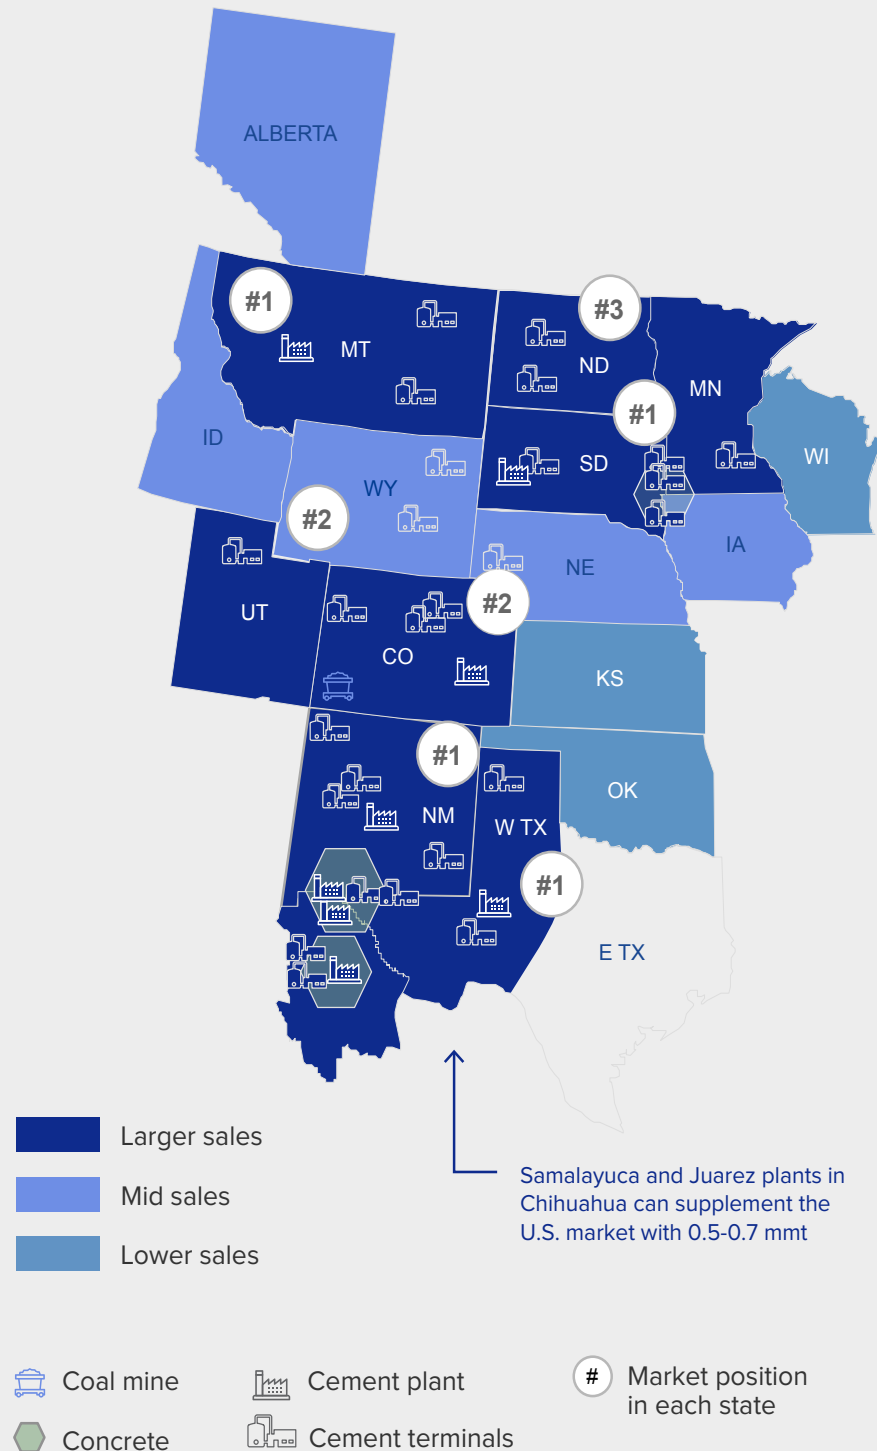 ALBERTA
#1
#3
MT
ND
MN
#1
ID
SD
WI
WY
#2
IA
NE
#2
UT
CO
KS
#1
OK
NM
W TX
#1
E TX
Larger sales
Mid sales
Lower sales
Samalayuca and Juarez plants in
Chihuahua can supplement the
U.S. market with 0.5-0.7 mmt
Coal mine
Cement plant
# Market position
in each state
Concrete
Cement terminals